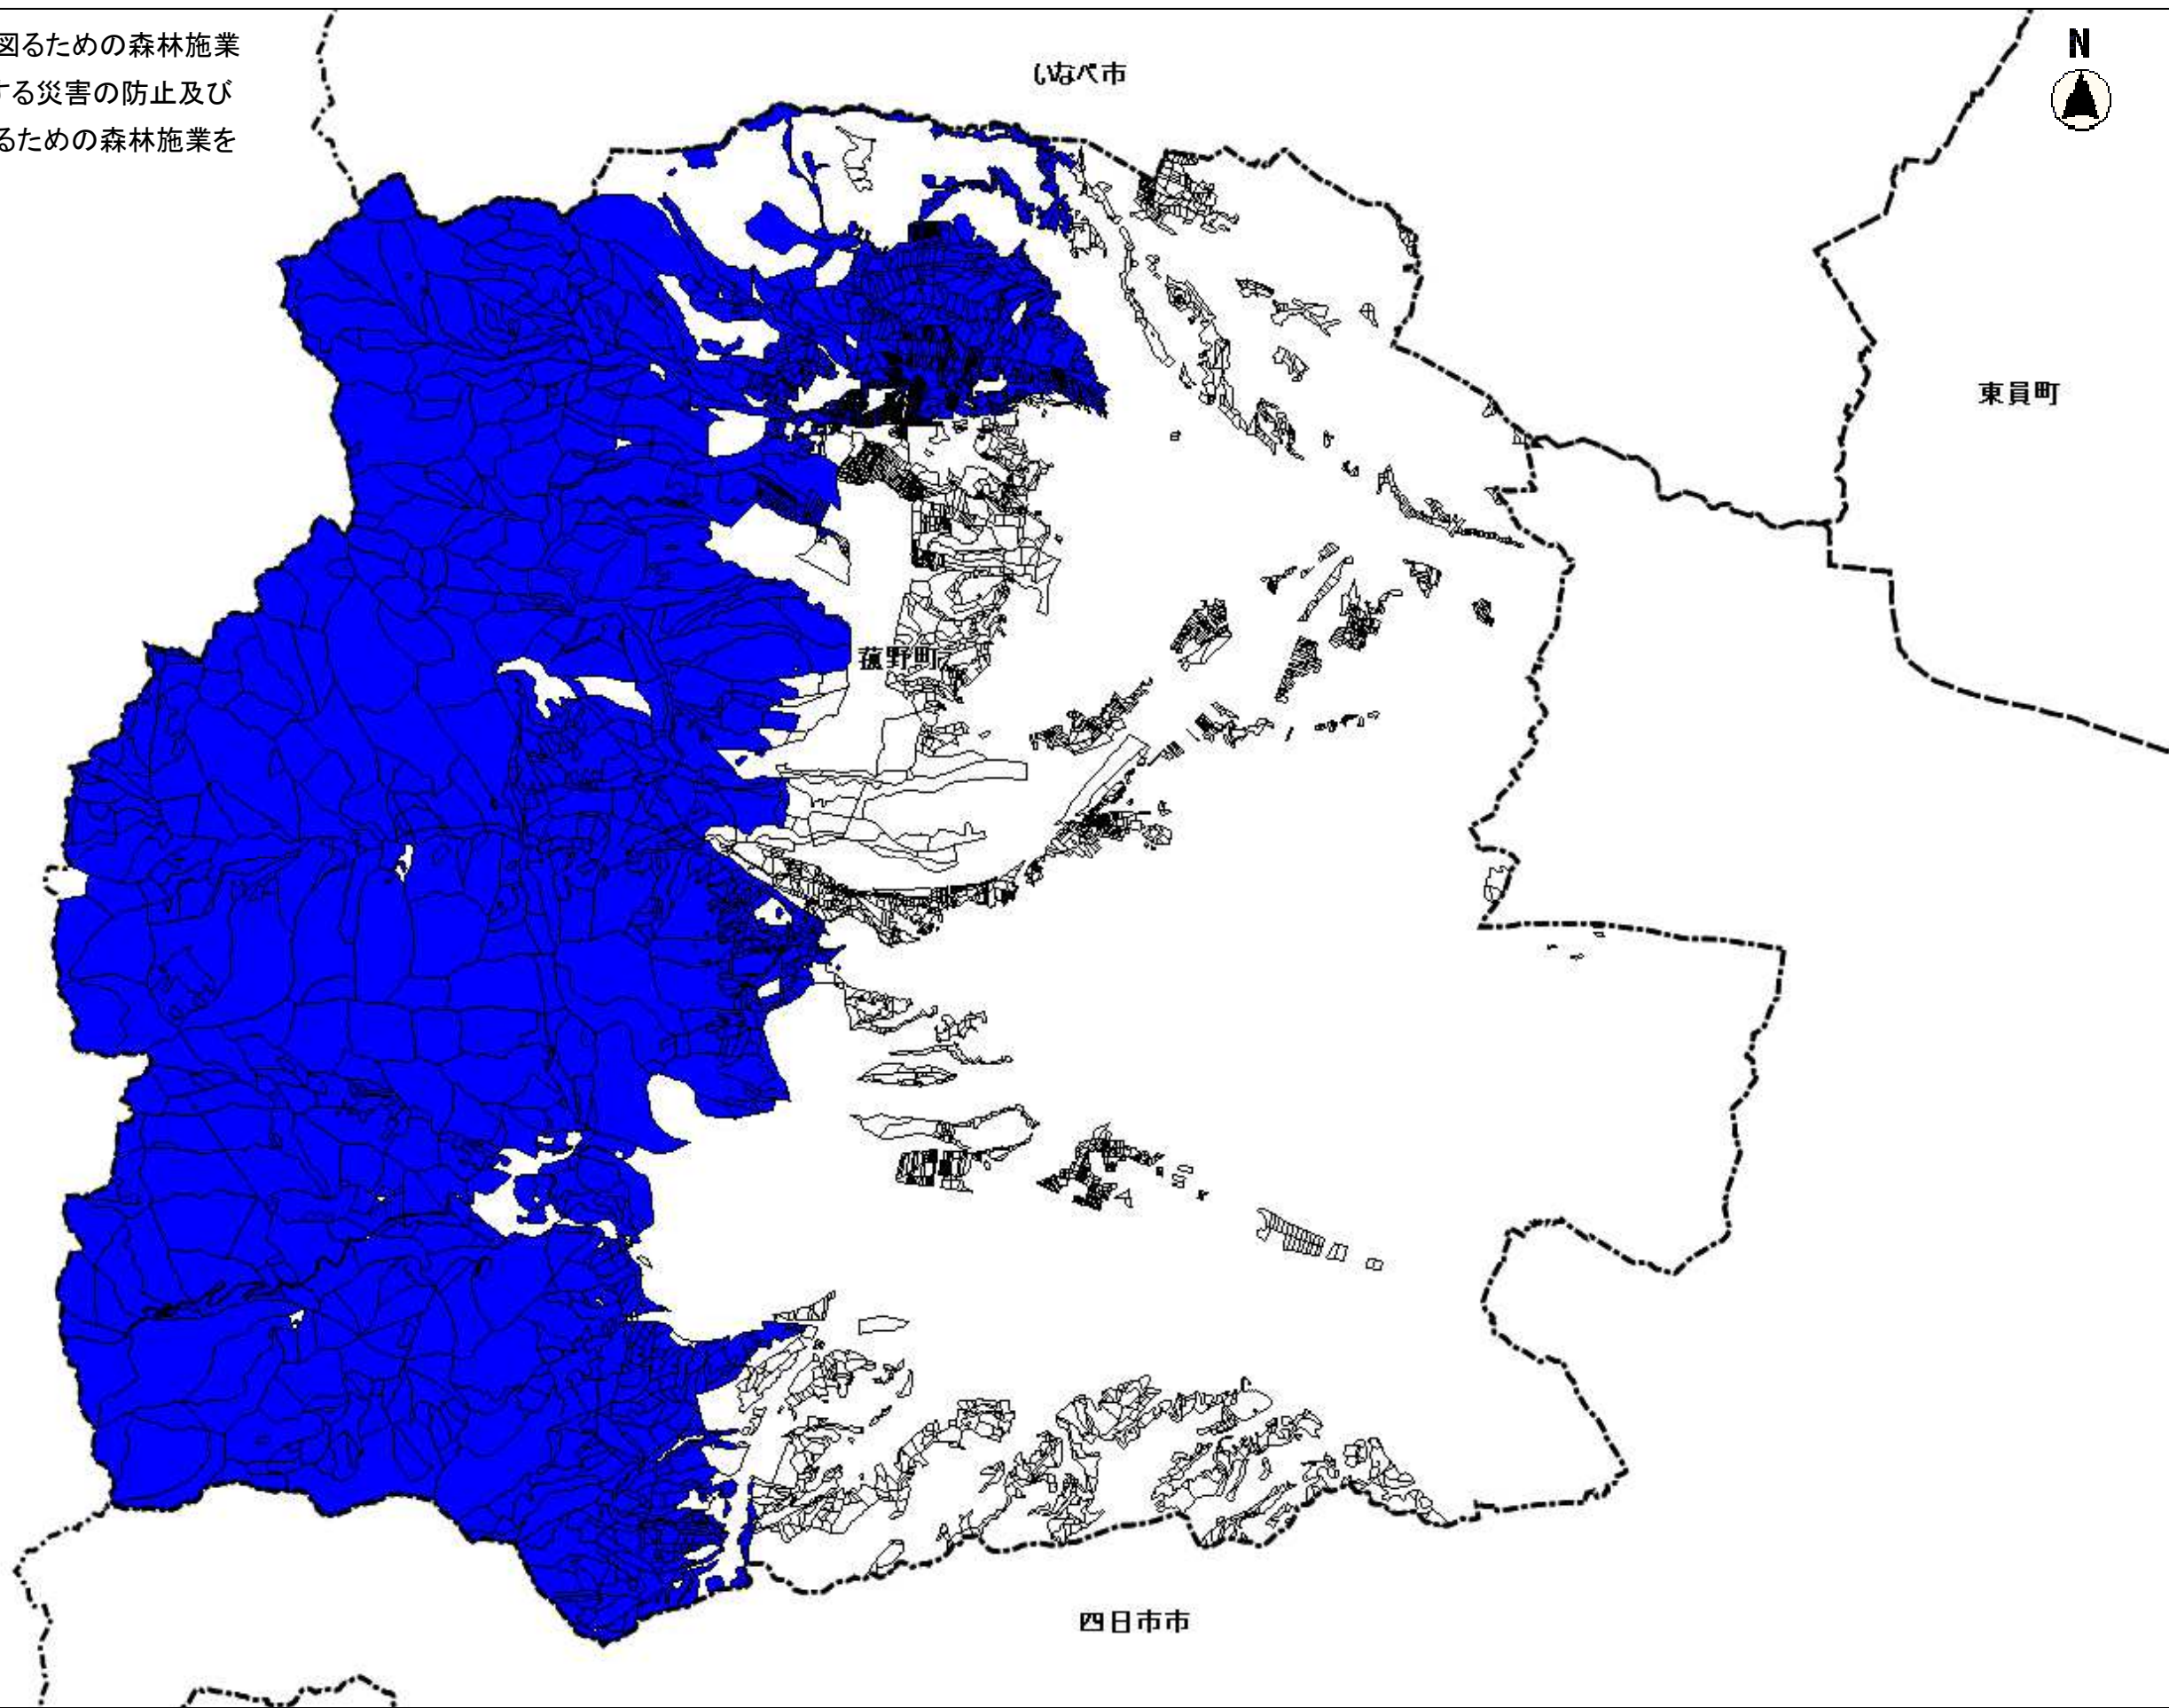 図るための森林施業
する災害の防止及び
るための森林施業を
いなべ市
N
東員町
菰野町
四日市市